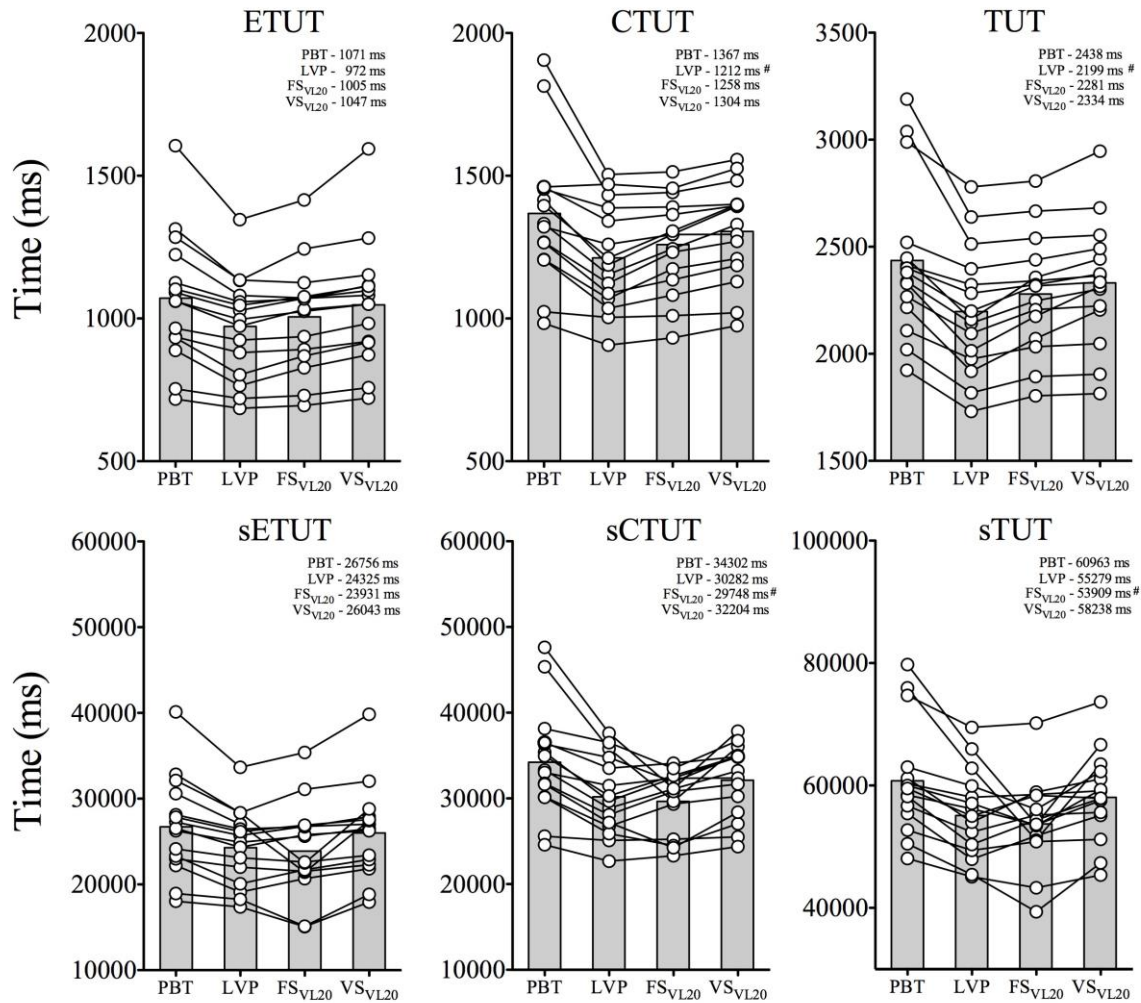 ETUT
2000
1500
1000
500
Time (ms)
PBT - 1071 ms
LVP - 972 ms
FSVL20 - 1005 ms
VSVL20 - 1047 ms
PBT LVP FSVL20 VSVL20
CTUT
2000
1500
1000
500
PBT - 1367 ms
LVP - 1212 ms #
FSVL20 - 1258 ms
VSVL20 - 1304 ms
PBT LVP FSVL20 VSVL20
TUT
3500
3000
2500
2000
1500
PBT - 2438 ms
LVP - 2199 ms #
FSVL20 - 2281 ms
VSVL20 - 2334 ms
PBT LVP FSVL20 VSVL20
sETUT
60000
50000
40000
30000
20000
10000
Time (ms)
PBT - 26756 ms
LVP - 24325 ms
FSVL20 - 23931 ms
VSVL20 - 26043 ms
PBT LVP FSVL20 VSVL20
sCTUT
60000
50000
40000
30000
20000
10000
PBT - 34302 ms
LVP - 30282 ms
FSVL20 - 29748 ms #
VSVL20 - 32204 ms
PBT LVP FSVL20 VSVL20
sTUT
100000
80000
60000
40000
PBT - 60963 ms
LVP - 55279 ms
FSVL20 - 53909 ms #
VSVL20 - 58238 ms
PBT LVP FSVL20 VSVL20